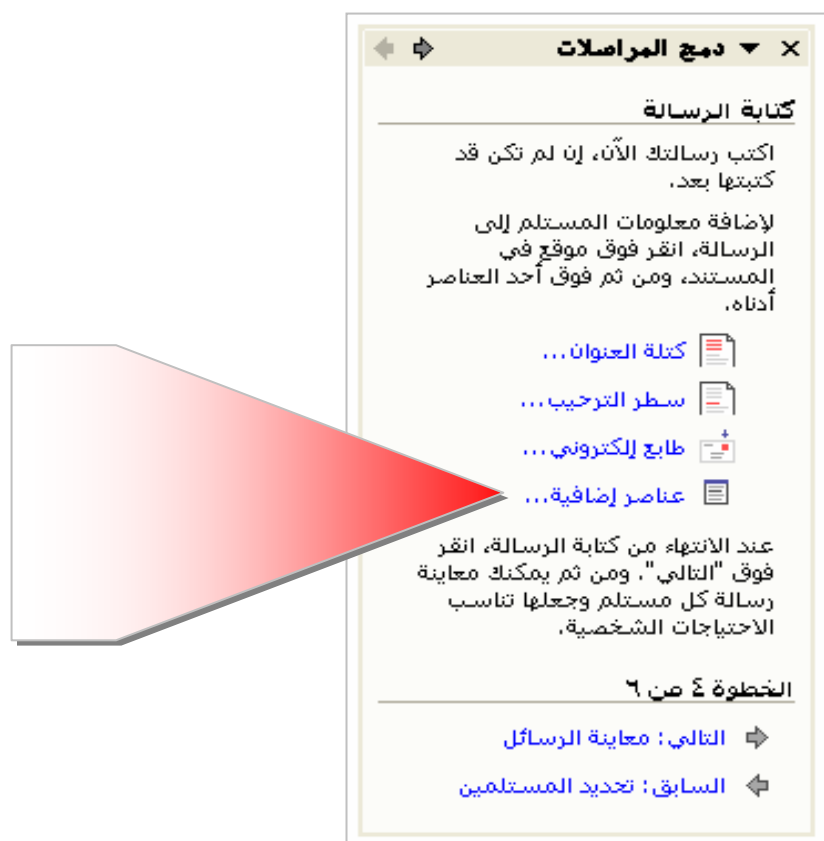 دمج المراصلات
كتابة الرسالة
اكتب رسالتك الآن، إن لم تكن قد
كتبتها بعد.
لإضافة معلومات المستلم إلى
الرسالة، انقر فوق موقع في
المستند، ومن ثم فوق أحد العناصر
أدناه.
كتلة العنوان...
سطر الترحيب...
طابع إلكتروني...
عناصر إضافية...
عند الانتهاء من كتابة الرسالة، انقر
فوق "التالي". ومن ثم يمكنك معاينة
رسالة كل مستلم وجعلها تناسب
الاحتياجات الشخصية.
الخطوة ٤ من ٦
التالي: معاينة الرسائل
السابق: تحديد المستلمين